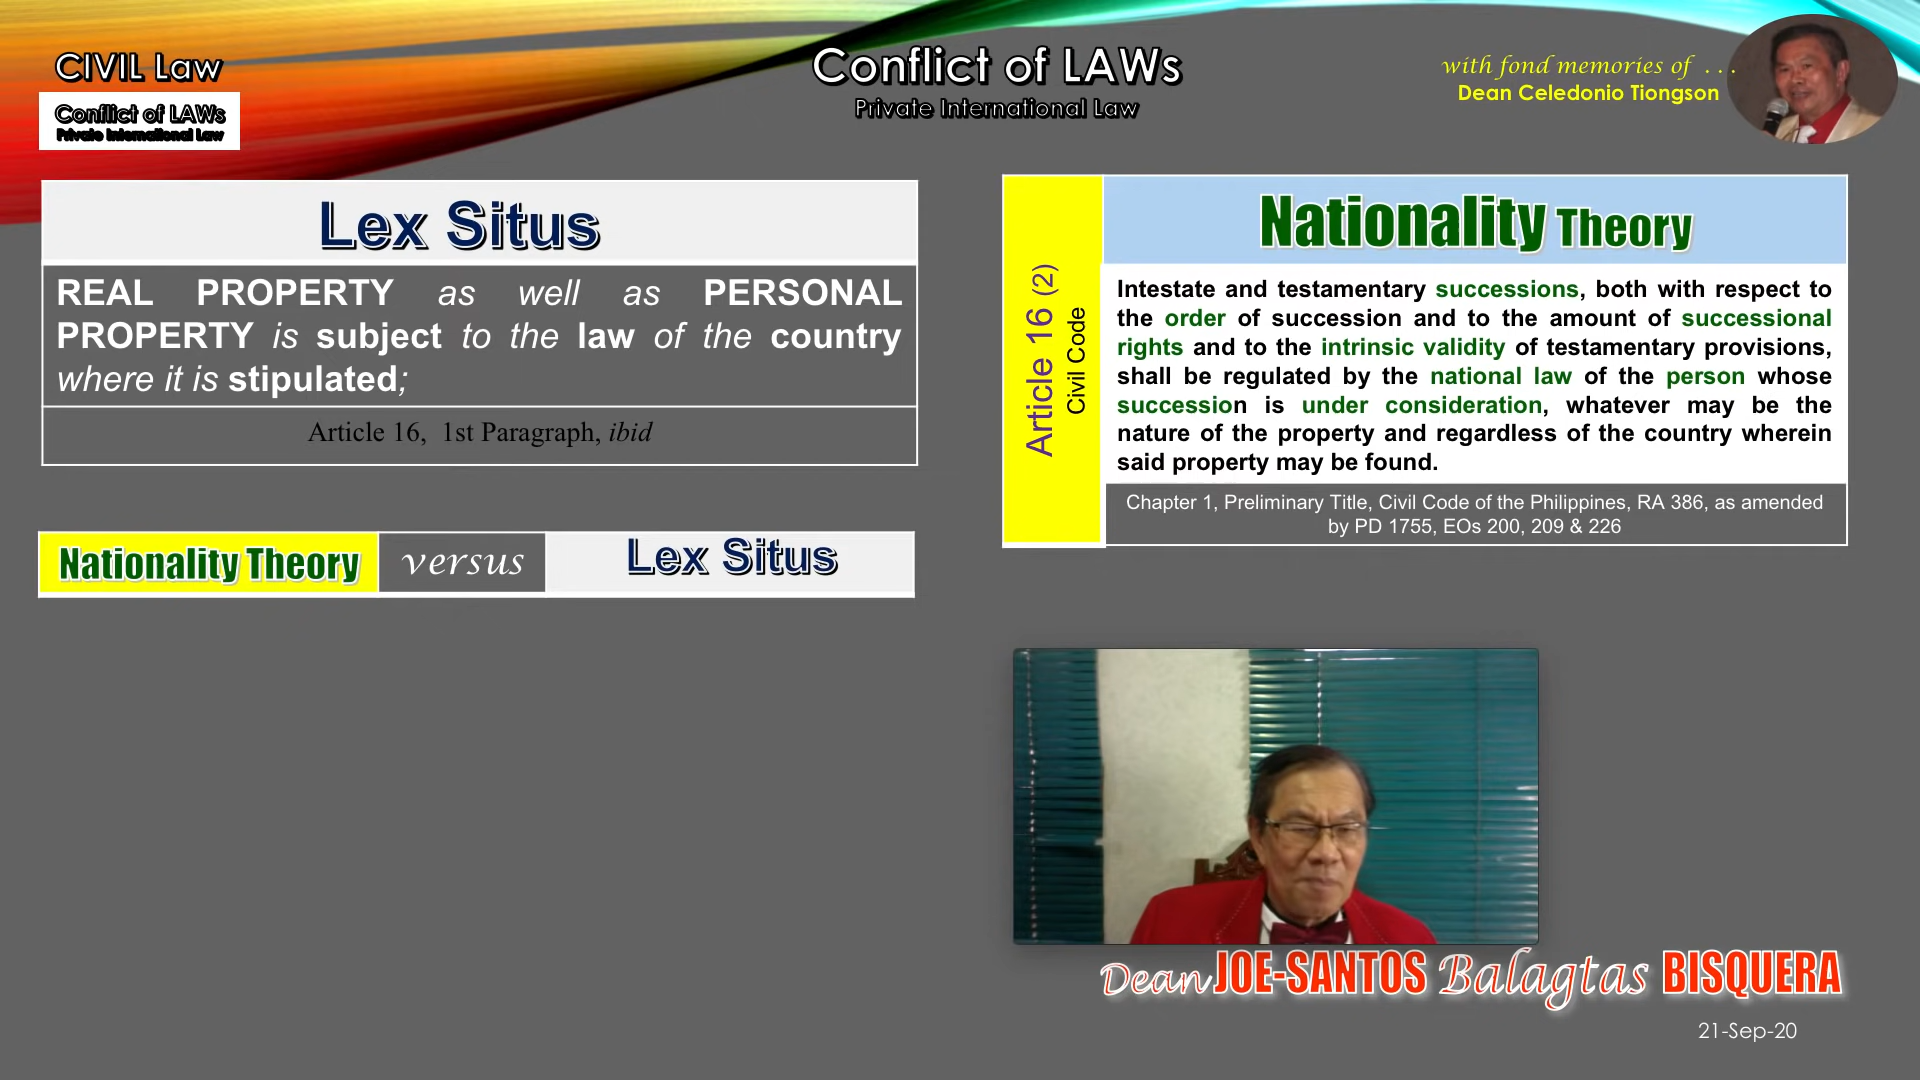 CIVIL Law
Conflict of LAWs
Private International Law
Conflict of LAWs
Private International Law
with fond memories of . . .
Dean Celedonio Tiongson
Lex Situs
REAL PROPERTY as well as PERSONAL
PROPERTY is subject to the law of the country
where it is stipulated;
Article 16, 1st Paragraph, ibid
Nationality Theory versus Lex Situs
Article 16 (2)
Civil Code
Nationality Theory
Intestate and testamentary successions, both with respect to
the order of succession and to the amount of successional
rights and to the intrinsic validity of testamentary provisions,
shall be regulated by the national law of the person whose
succession is under consideration, whatever may be the
nature of the property and regardless of the country wherein
said property may be found.
Chapter 1, Preliminary Title, Civil Code of the Philippines, RA 386, as amended
by PD 1755, EOs 200, 209 & 226
Dean JOE-SANTOS Balagtas BISQUERA
21-Sep-20